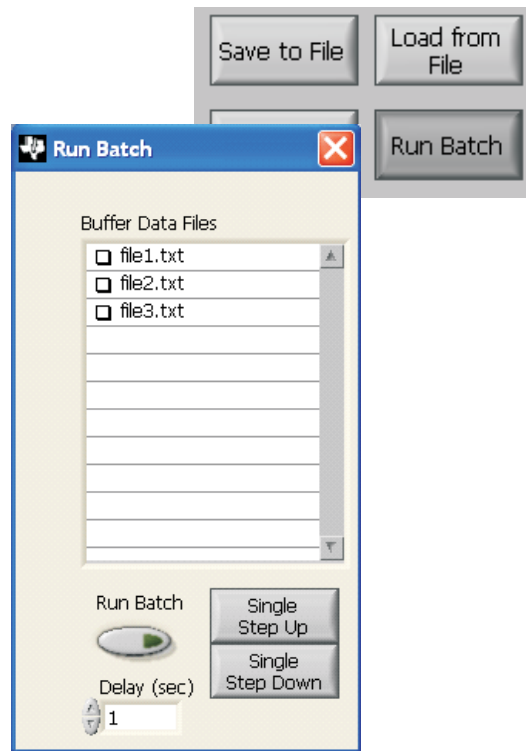 Save to File
Load from
File
Run Batch
Run Batch
Buffer Data Files
file1.txt
file2.txt
file3.txt
Run Batch
Single
Step Up
Single
Step Down
Delay (sec)
1